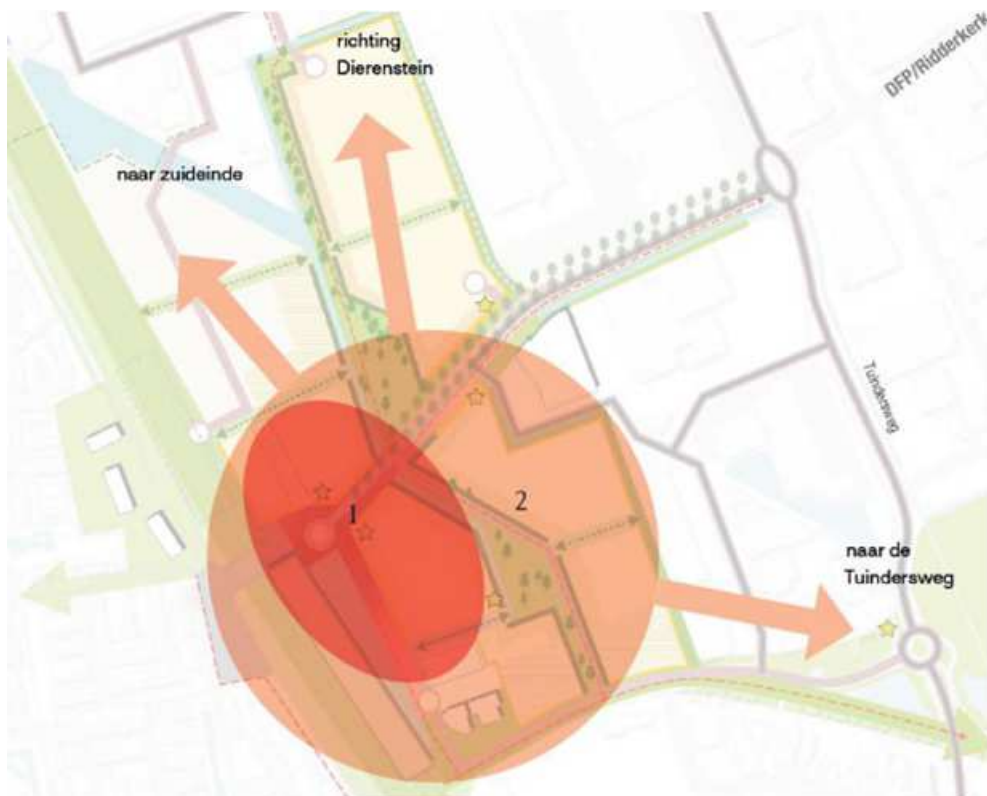 richting
Dierenstein
DFP/Ridderkerk
naar zuideinde
Tuindersweg
1
2
naar de
Tuindersweg